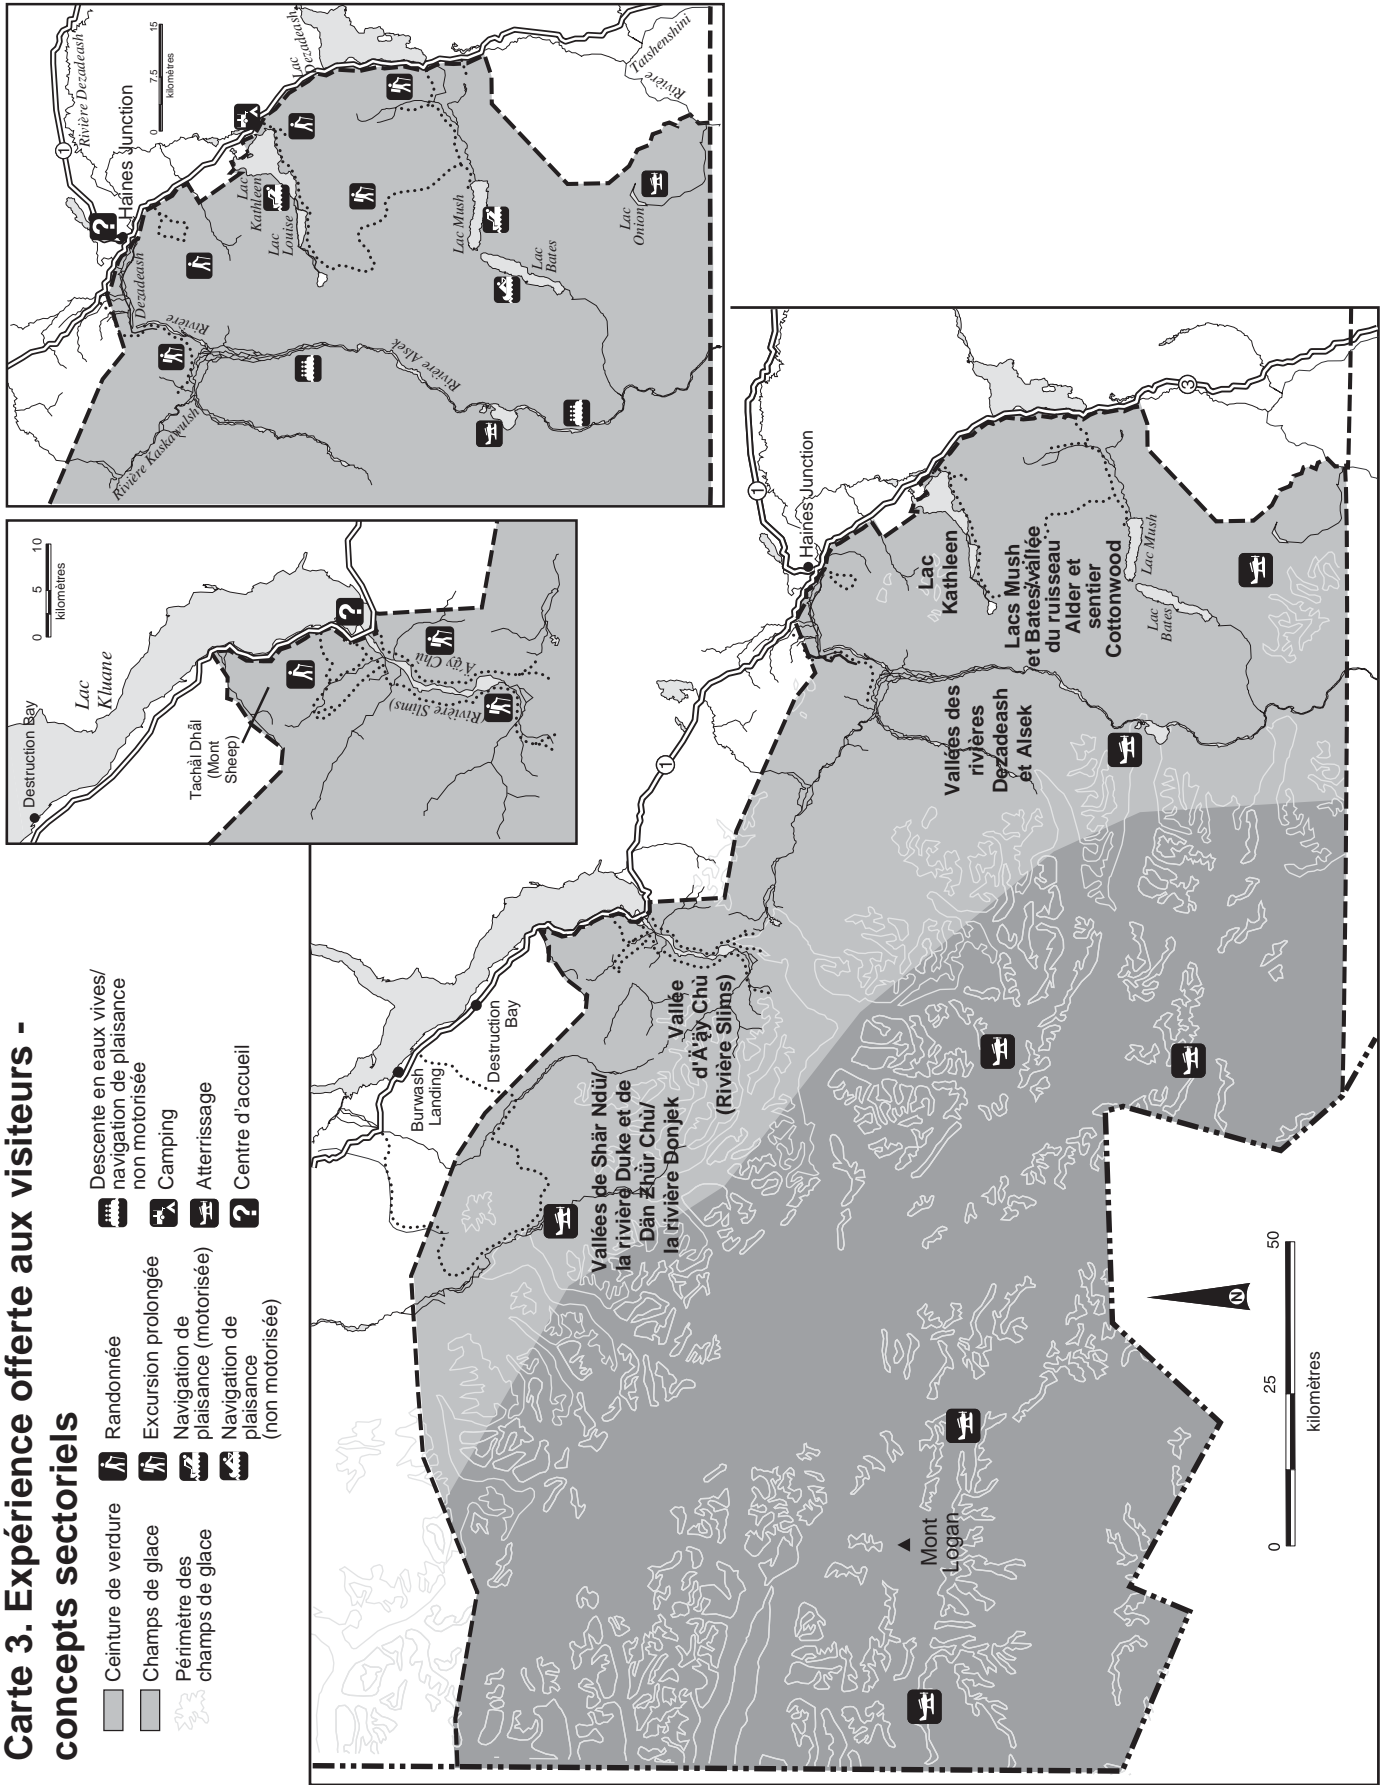 Carte 3. Expérience offerte aux visiteurs -
concepts sectoriels
Ceinture de verdure
Champs de glace
Périmètre des
champs de glace
Randonnée
Excursion prolongée
Navigation de
plaisance (motorisée)
Navigation de
plaisance
(non motorisée)
Descente en eaux vives/
navigation de plaisance
non motorisée
Camping
Atterrissage
?
Centre d'accueil
Destruction Bay
Lac
Kluane
0 5 10
kilomètres
Tachäl Dhäl
(Mont
Sheep)
?
Ä'äy Chù
(Rivière Slims)
1
Rivière Dezadeash
?
Haines Junction
0 7.5 15
kilomètres
Lac
Dezadeash
Dezadeash
Rivière
Rivière Kaskawulsh
Rivière Alsek
Lac
Kathleen
Lac
Louise
Lac Mush
Lac
Bates
Lac
Onion
Rivière
Tatshenshini
Burwash
Landing
Destruction
Bay
1
1
Haines Junction
3
Vallées de Shär Ndü/
la rivière Duke et de
Dän Zhùr Chù/
la rivière Donjek
Vallée
d'Ä'äy Chù
(Rivière Slims)
Vallées des
rivières
Dezadeash
et Alsek
Lac
Kathleen
Lacs Mush
et Bates/vallée
du ruisseau
Alder et
sentier
Cottonwood
Lac Mush
Lac
Bates
Mont
Logan
N
0 25 50
kilomètres